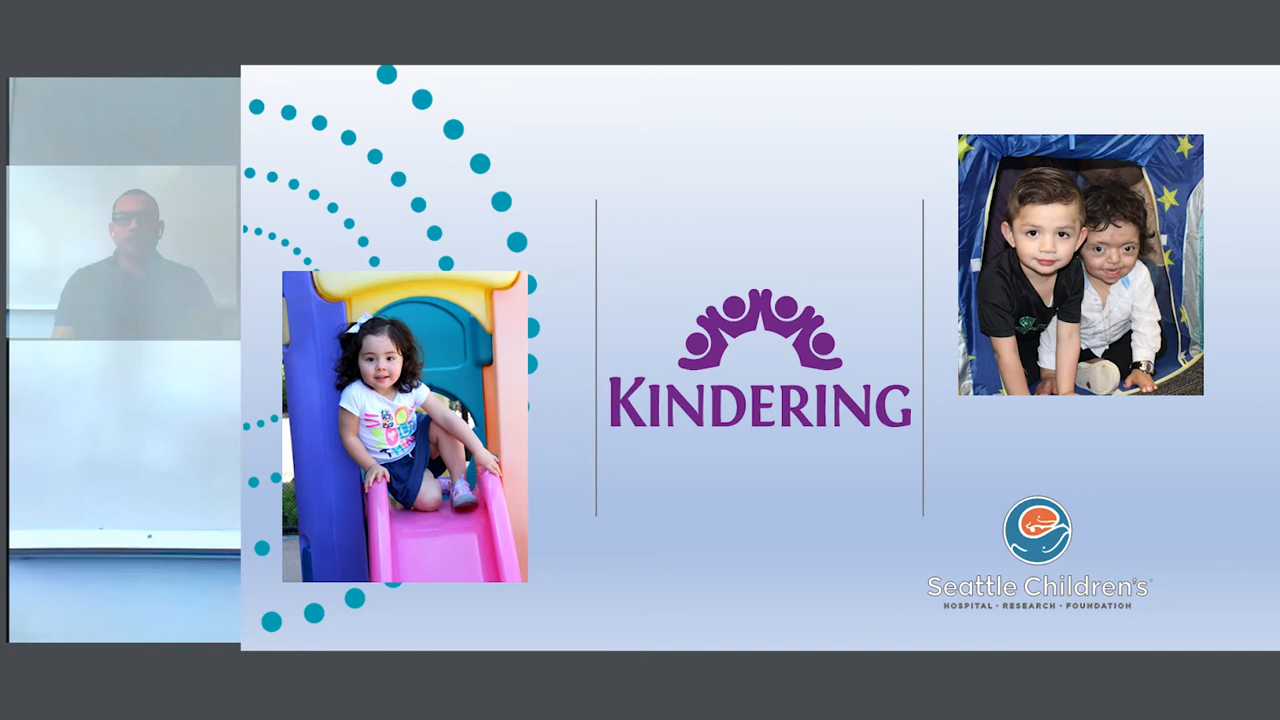 KINDERING
Seattle Children's®
HOSPITAL · RESEARCH · FOUNDATION